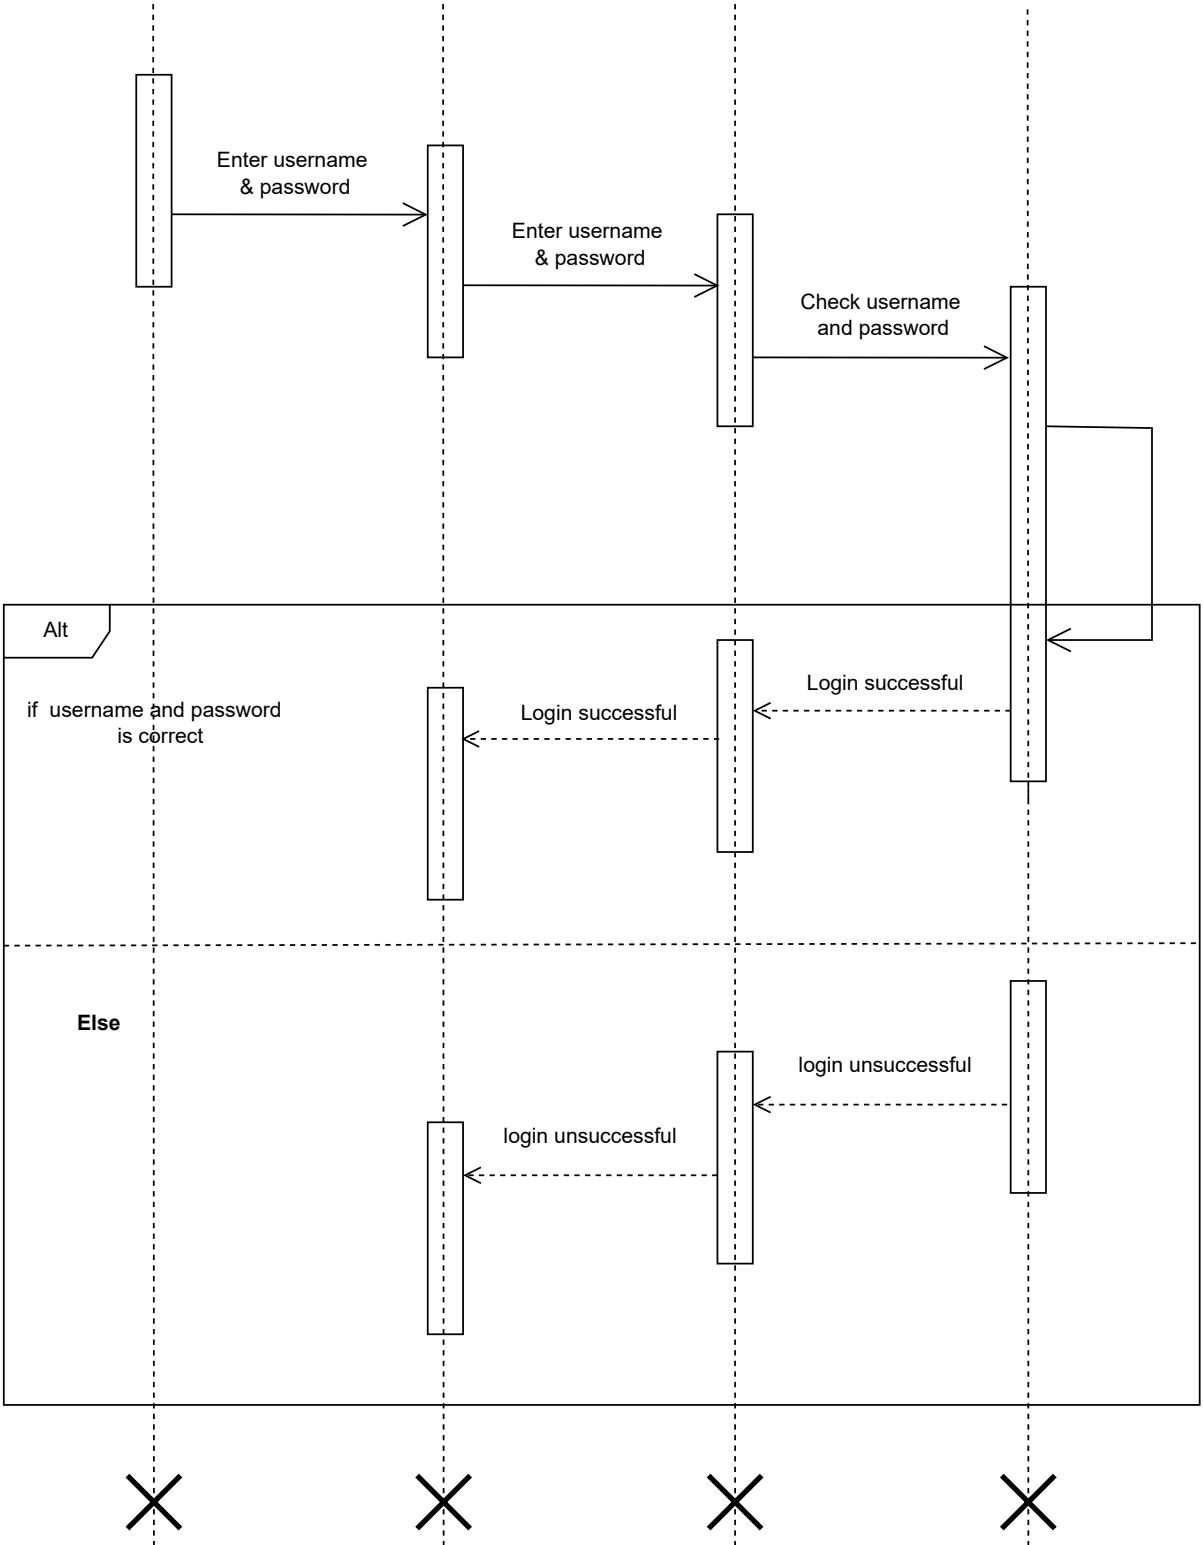 Enter username
& password
Enter username
& password
Check username
and password
Alt
Login successful
if username and password
is correct
Login successful
Else
login unsuccessful
login unsuccessful